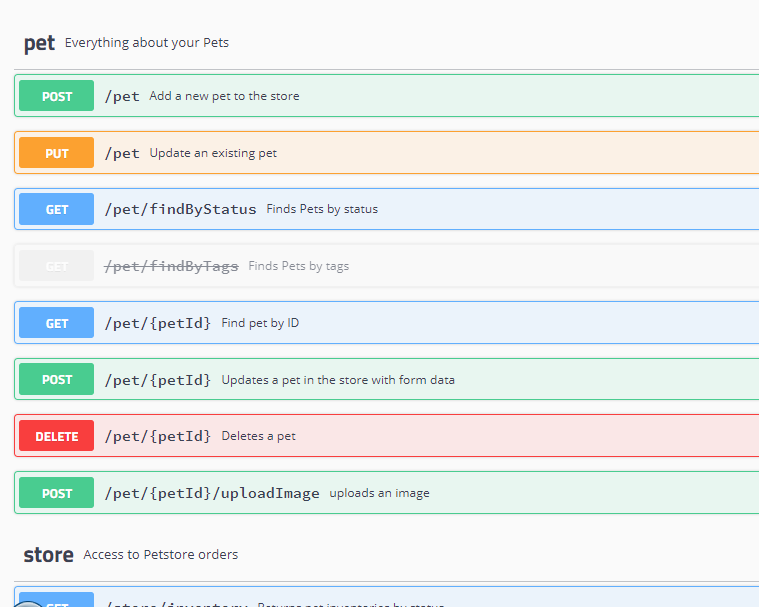 pet Everything about your Pets
POST /pet Add a new pet to the store
PUT /pet Update an existing pet
GET /pet/findByStatus Finds Pets by status
GET /pet/findByTags Finds Pets by tags
GET /pet/{petId} Find pet by ID
POST /pet/{petId} Updates a pet in the store with form data
DELETE /pet/{petId} Deletes a pet
POST /pet/{petId}/uploadImage uploads an image
store Access to Petstore orders
GET /store/inventory Returns pet inventories by status